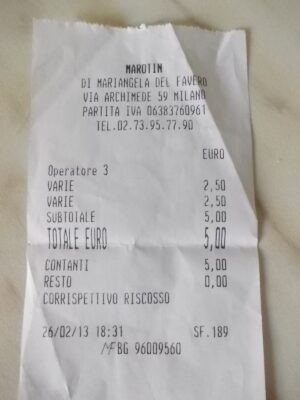 MAROTIN
DI MARIANGELA DEL FAVERO
VIA ARCHIMEDE 59 MILANO
PARTITA IVA 06383760961
TEL.02.73.95.77.90
EURO
Operatore 3
VARIE 2,50
VARIE 2,50
SUBTOTALE 5,00
TOTALE EURO 5,00
CONTANTI 5,00
RESTO 0,00
CORRISPETTIVO RISCOSSO
26/02/13 18:31 SF.189
MF BG 96009560